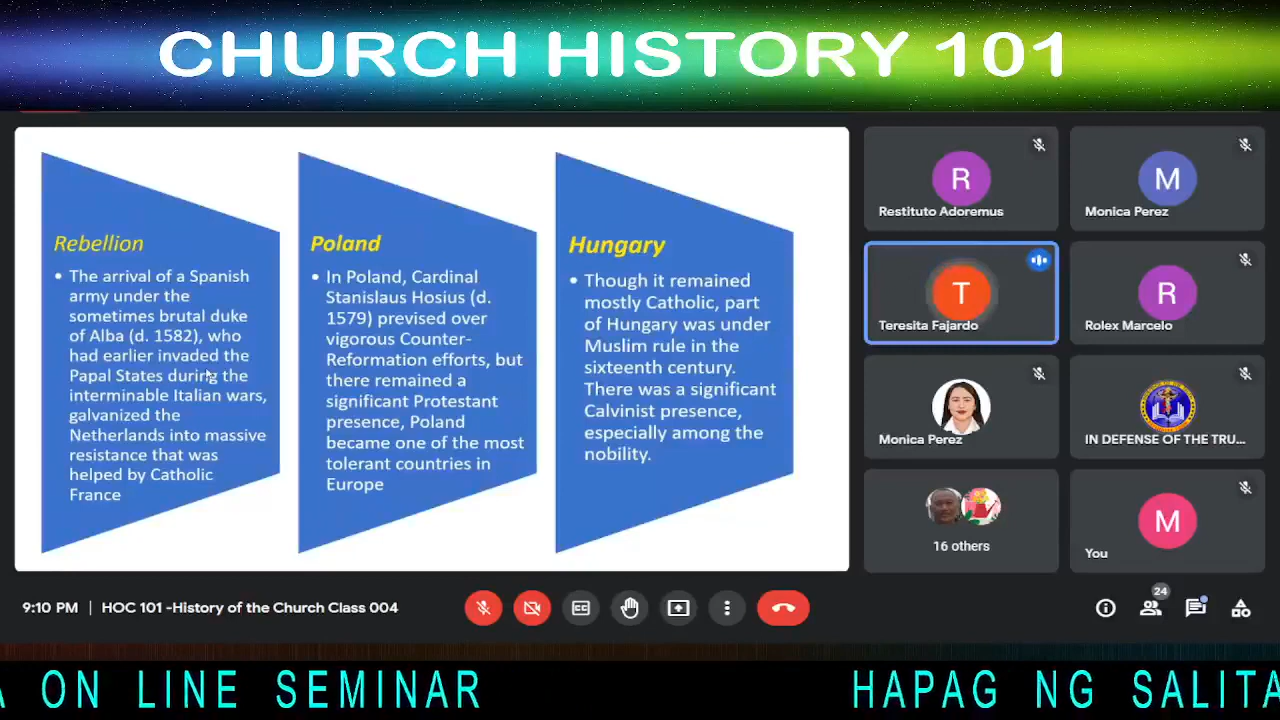 CHURCH HISTORY 101
Rebellion
• The arrival of a Spanish
army under the
sometimes brutal duke
of Alba (d. 1582), who
had earlier invaded the
Papal States during the
interminable Italian wars,
galvanized the
Netherlands into massive
resistance that was
helped by Catholic
France
Poland
• In Poland, Cardinal
Stanislaus Hosius (d.
1579) prevised over
vigorous Counter-
Reformation efforts, but
there remained a
significant Protestant
presence, Poland
became one of the most
tolerant countries in
Europe
Hungary
• Though it remained
mostly Catholic, part
of Hungary was under
Muslim rule in the
sixteenth century.
There was a significant
Calvinist presence,
especially among the
nobility.
R
Restituto Adoremus
M
Monica Perez
T
Teresita Fajardo
R
Rolex Marcelo
Monica Perez
IN DEFENSE OF THE TRU...
16 others
M
You
9:10 PM | HOC 101 -History of the Church Class 004
CC
24
A ON LINE SEMINAR
HAPAG NG SALITA